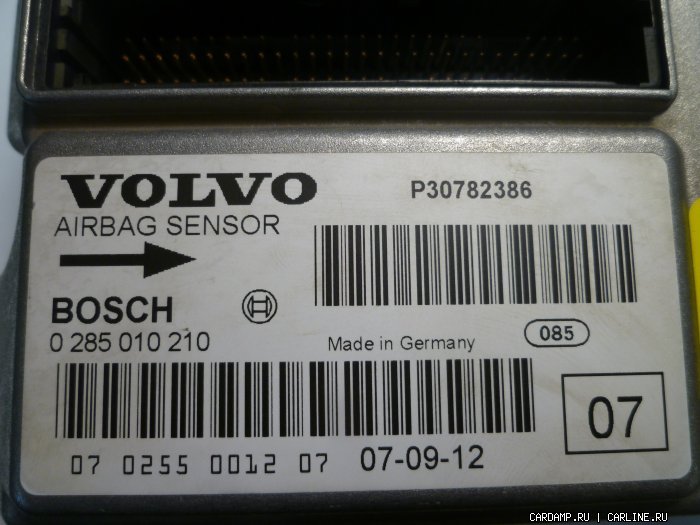 VOLVO
P30782386
AIRBAG SENSOR
BOSCH
0 285 010 210
Made in Germany
085
07
07 0255 0012 07
07-09-12
CARDAMP.RU | CARLINE.RU